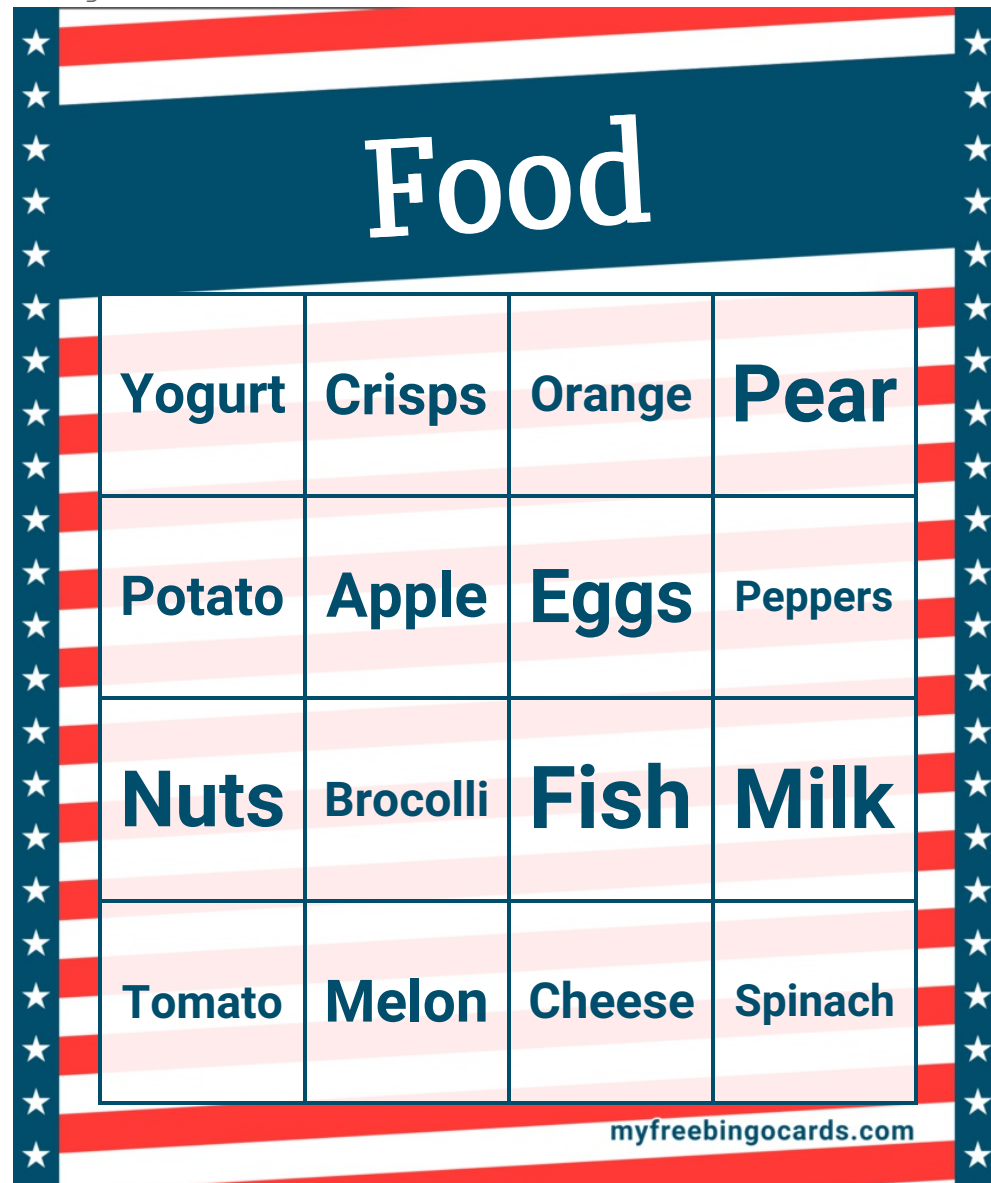 Food
Yogurt Crisps Orange Pear
Potato Apple Eggs Peppers
Nuts Brocolli Fish Milk
Tomato Melon Cheese Spinach
myfreebingocards.com